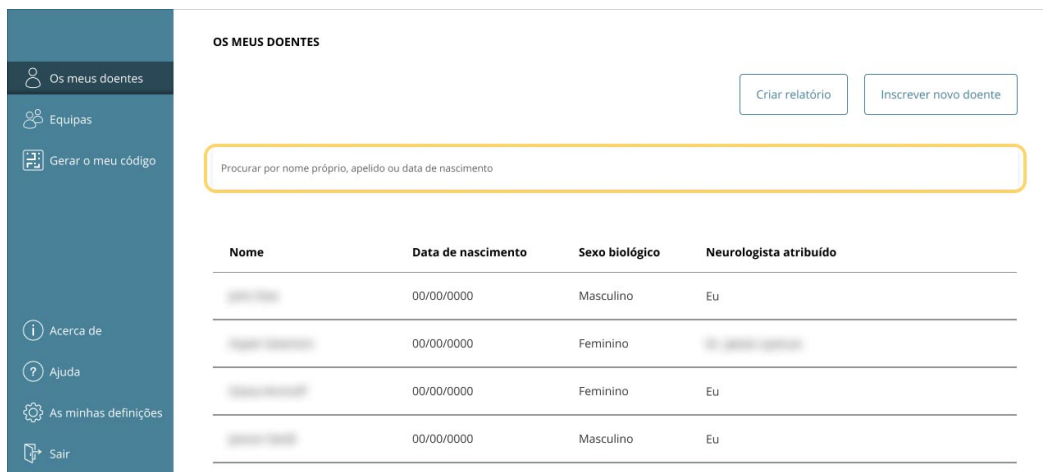 OS MEUS DOENTES
Os meus doentes
Equipas
Gerar o meu código
Acerca de
Ajuda
As minhas definições
Sair
Criar relatório
Inscrever novo doente
Procurar por nome próprio, apelido ou data de nascimento
Nome Data de nascimento Sexo biológico Neurologista atribuído
00/00/0000 Masculino Eu
00/00/0000 Feminino
00/00/0000 Feminino Eu
00/00/0000 Masculino Eu